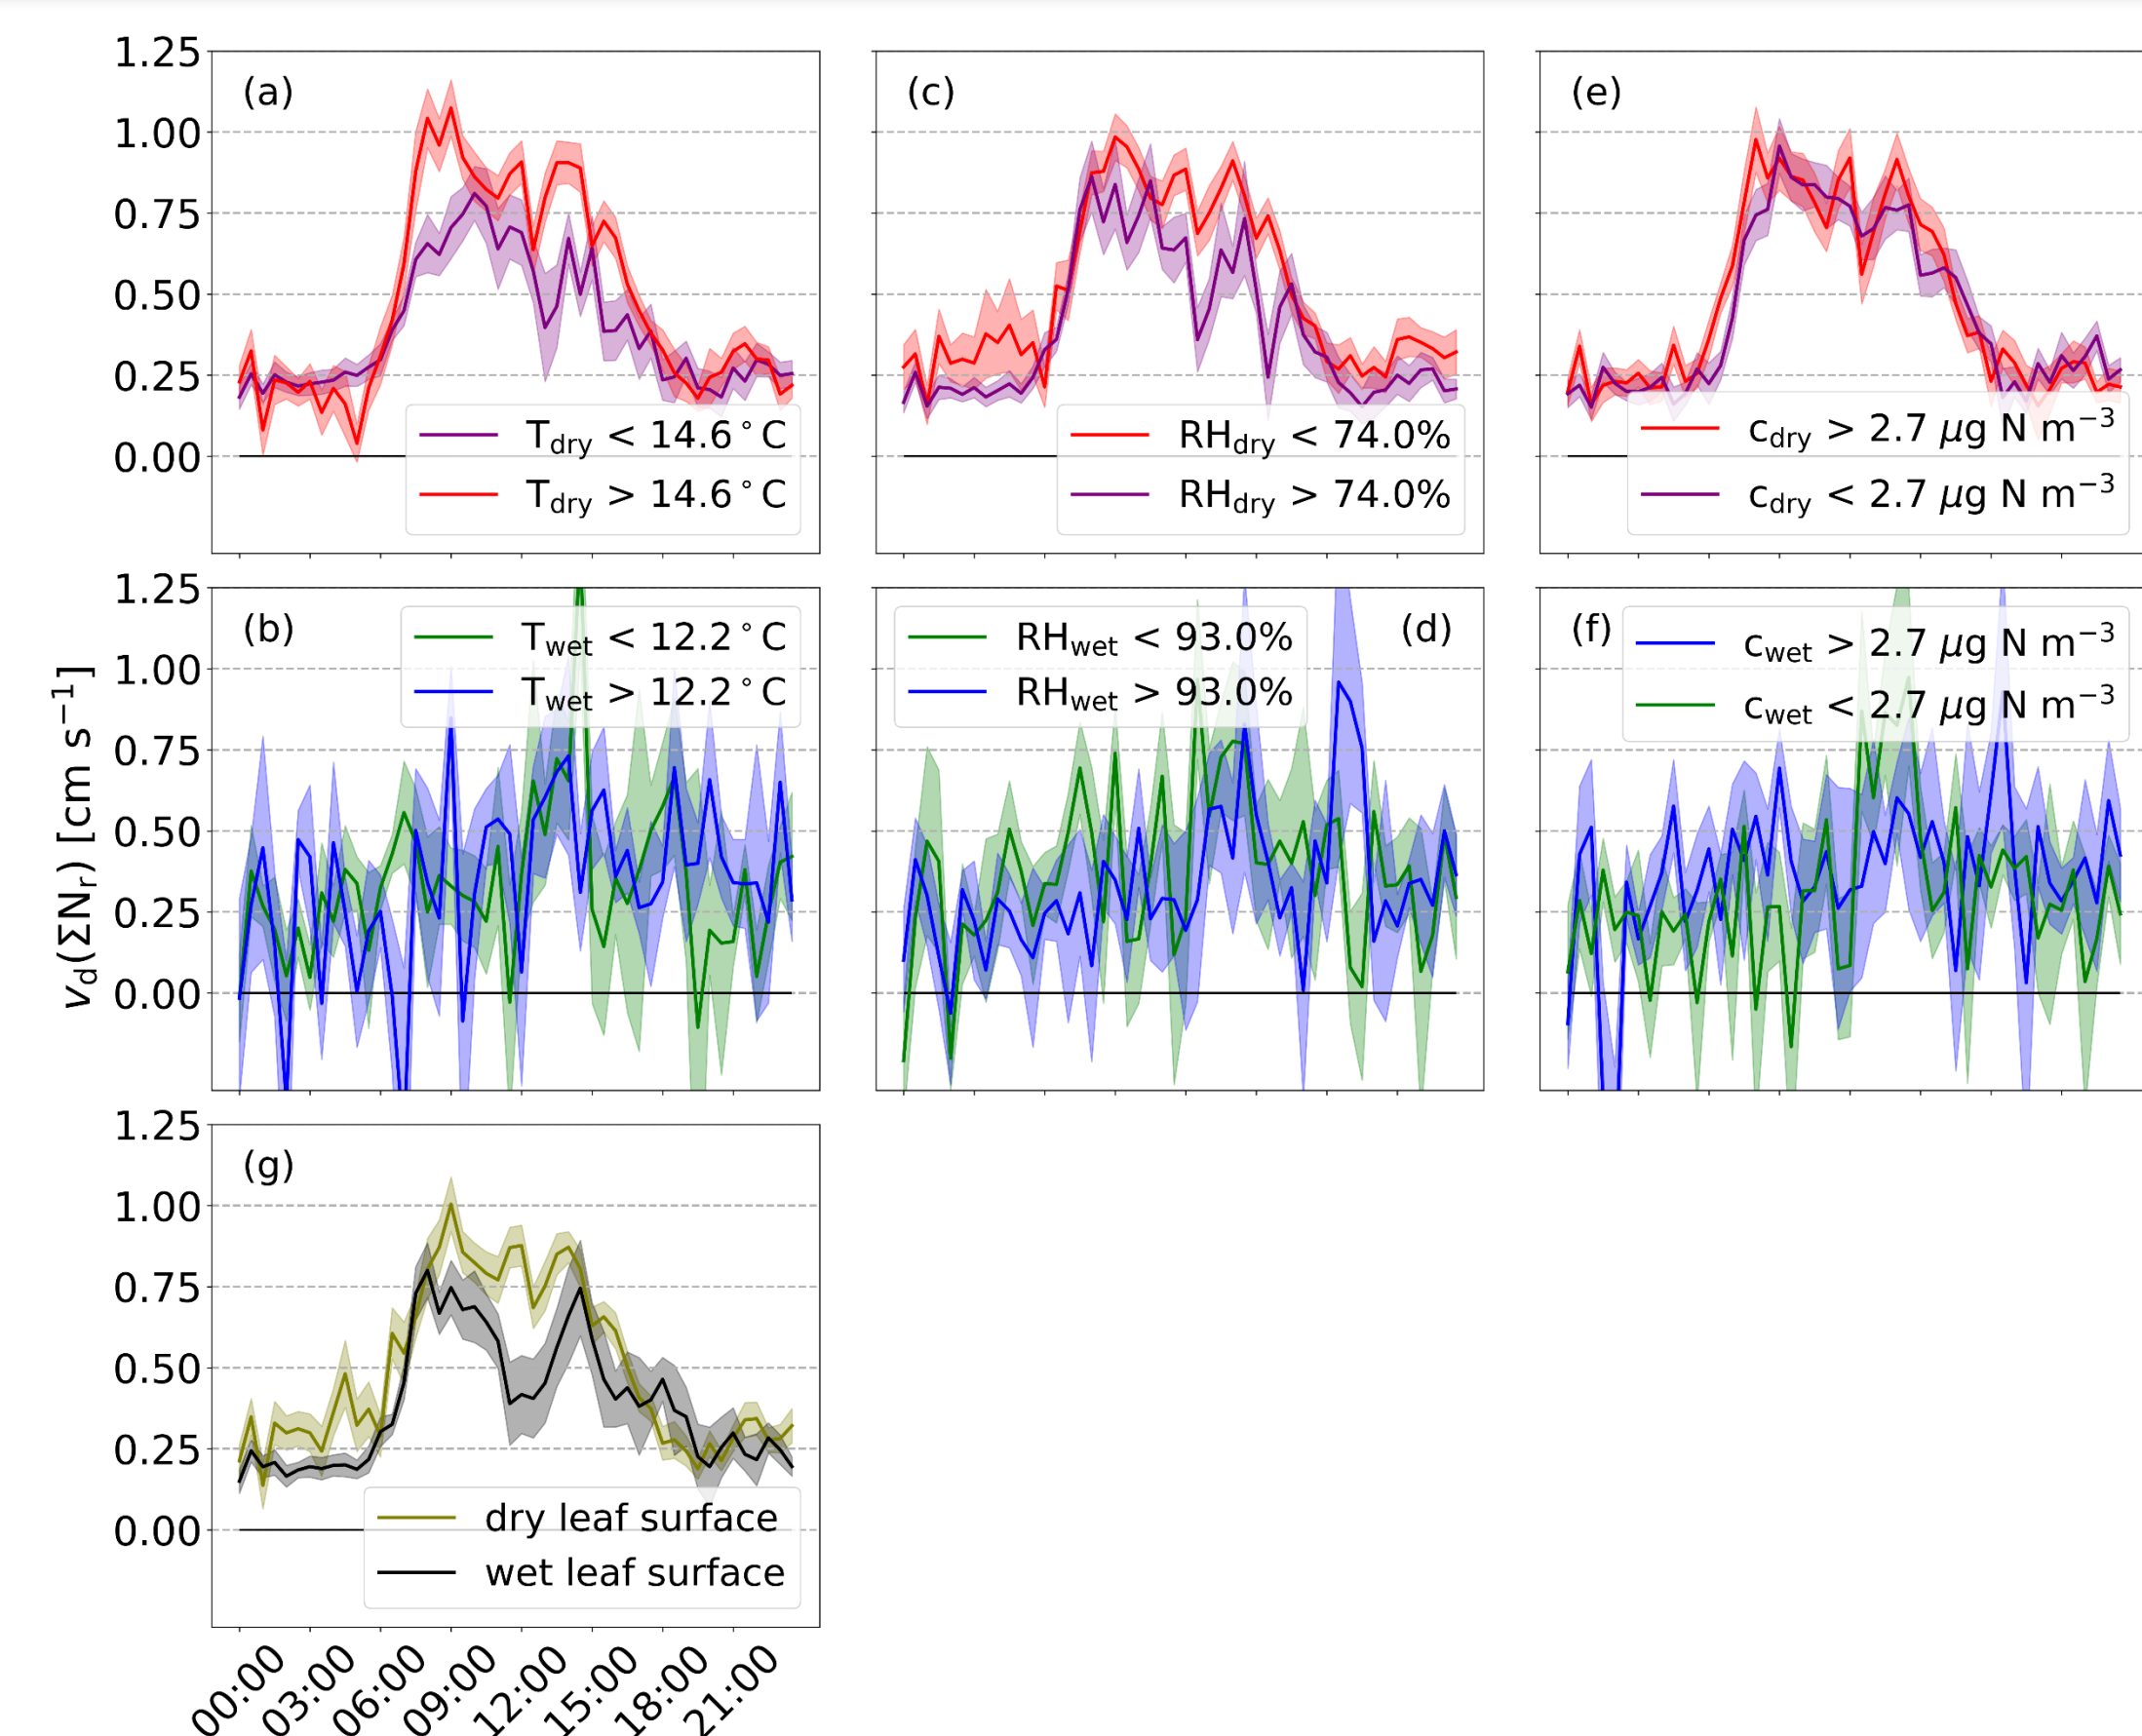 1.25
1.00
0.75
0.50
0.25
0.00
(a)
T_dry < 14.6°C
T_dry > 14.6°C
(c)
RH_dry < 74.0%
RH_dry > 74.0%
(e)
c_dry > 2.7 μg N m⁻³
c_dry < 2.7 μg N m⁻³
v_d(ΣN_r) [cm s⁻¹]
1.25
1.00
0.75
0.50
0.25
0.00
(b)
T_wet < 12.2°C
T_wet > 12.2°C
RH_wet < 93.0%
RH_wet > 93.0%
(d)
(f)
c_wet > 2.7 μg N m⁻³
c_wet < 2.7 μg N m⁻³
1.25
1.00
0.75
0.50
0.25
0.00
(g)
dry leaf surface
wet leaf surface
00:00
03:00
06:00
09:00
12:00
15:00
18:00
21:00